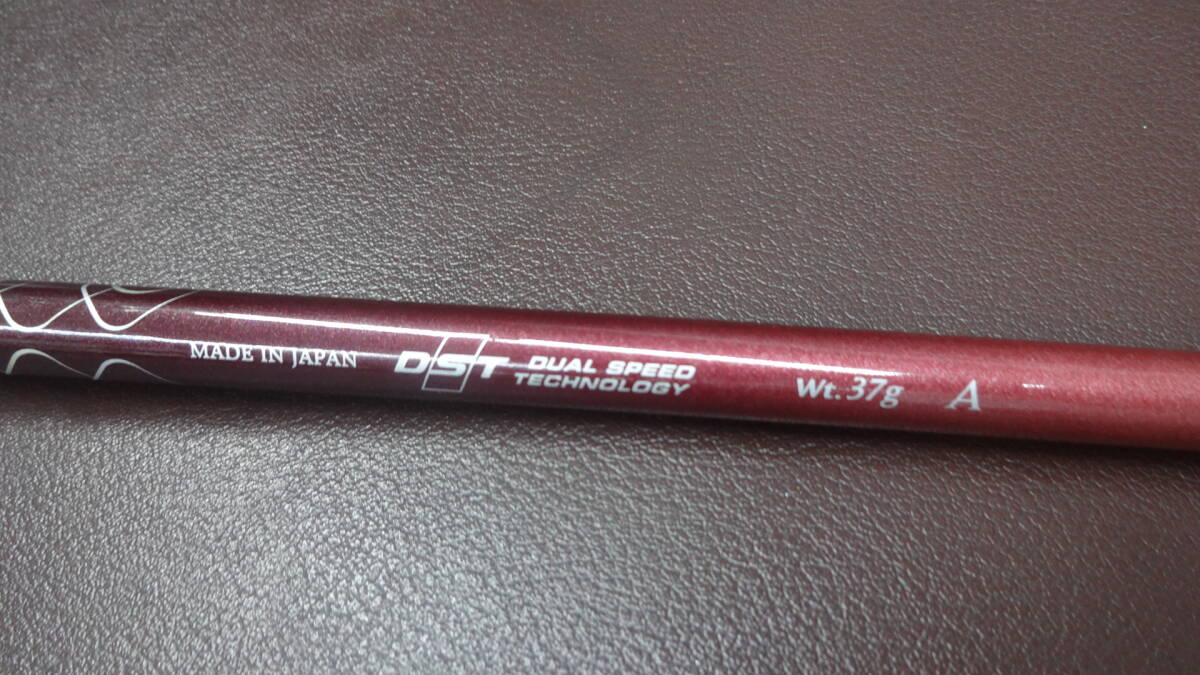 MADE IN JAPAN
DST
DUAL SPEED
TECHNOLOGY
Wt. 37g
A